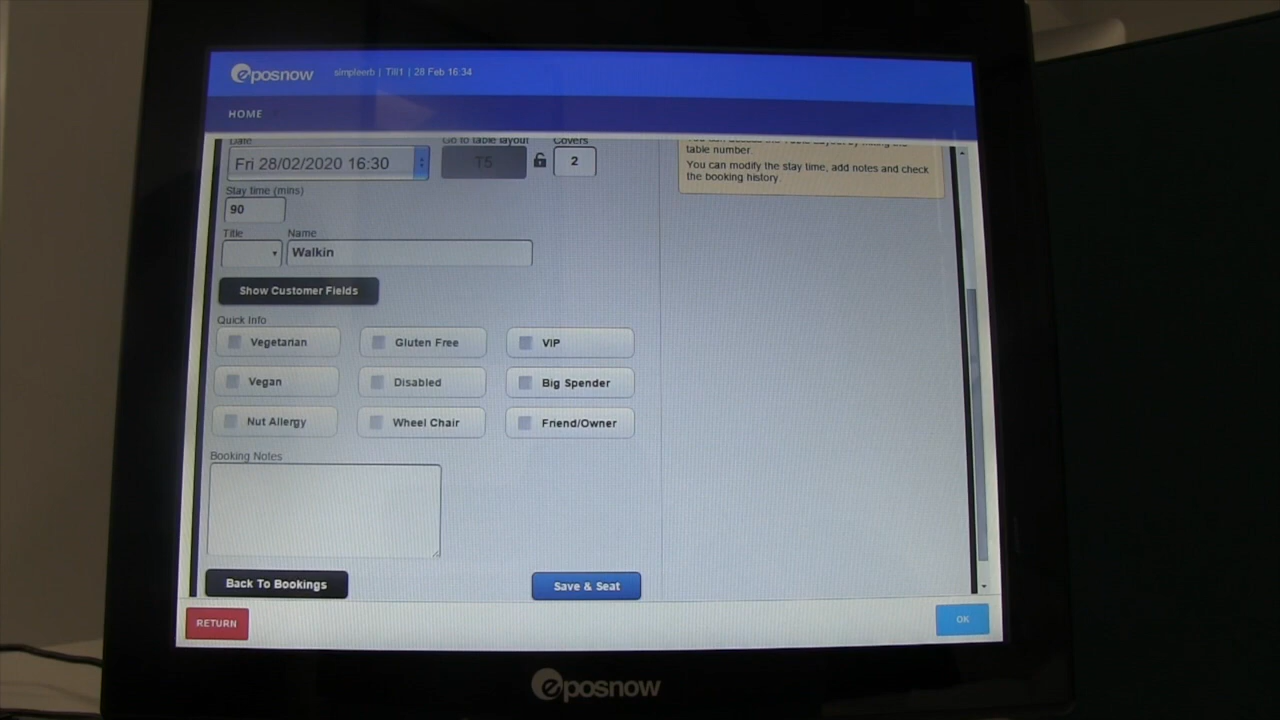 eposnow
simpleerb | Till1 | 28 Feb 16:34
HOME
Date
Go to table layout
Covers
Fri 28/02/2020 16:30
T5
2
table number.
You can modify the stay time, add notes and check
the booking history.
Stay time (mins)
90
Title
Name
Walkin
Show Customer Fields
Quick Info
Vegetarian
Gluten Free
VIP
Vegan
Disabled
Big Spender
Nut Allergy
Wheel Chair
Friend/Owner
Booking Notes
Back To Bookings
Save & Seat
RETURN
OK
eposnow